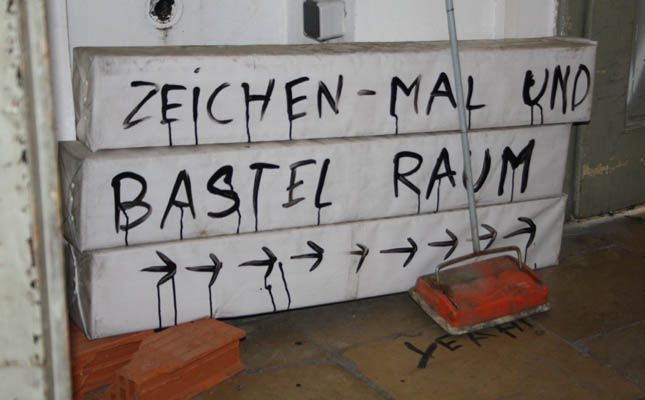 ZEiCHEN-MAL UND
BASTEL RAUM
→ → → → → → → → →
YEAH!